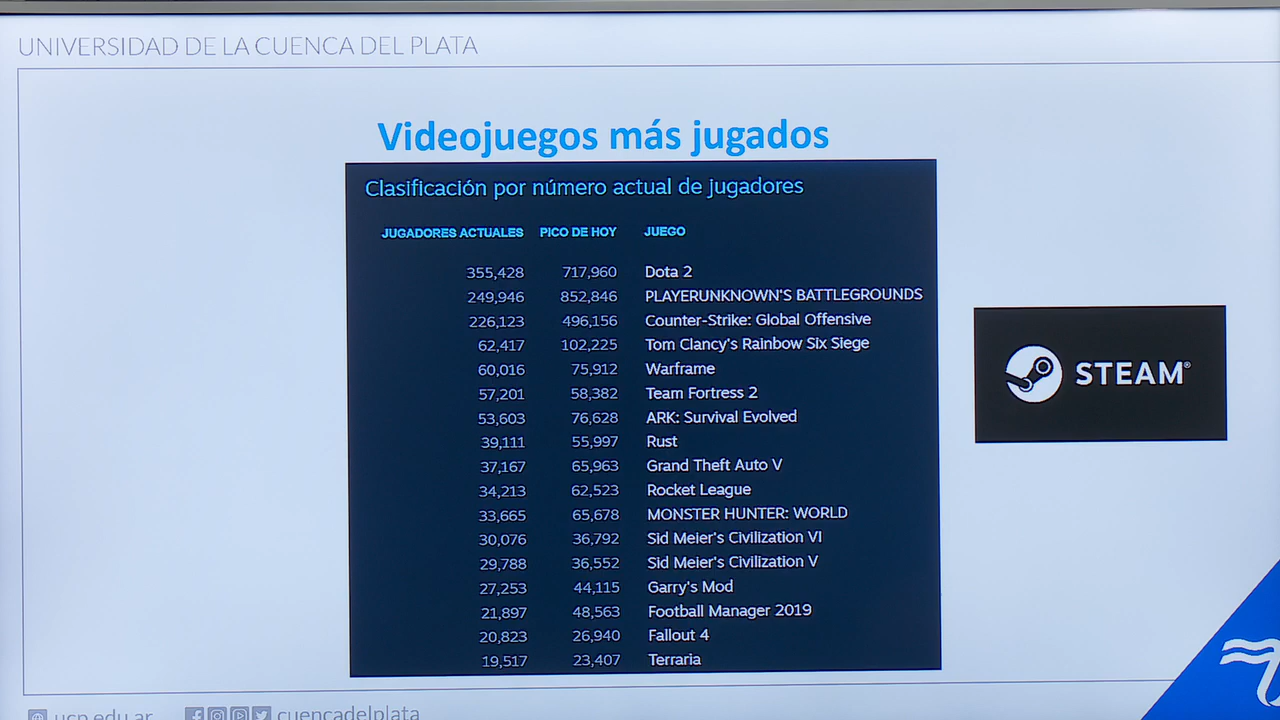 UNIVERSIDAD DE LA CUENCA DEL PLATA
Videojuegos más jugados
Clasificación por número actual de jugadores
JUGADORES ACTUALES PICO DE HOY JUEGO
355,428 717,960 Dota 2
249,946 852,846 PLAYERUNKNOWN'S BATTLEGROUNDS
226,123 496,156 Counter-Strike: Global Offensive
62,417 102,225 Tom Clancy's Rainbow Six Siege
60,016 75,912 Warframe
57,201 58,382 Team Fortress 2
53,603 76,628 ARK: Survival Evolved
39,111 55,997 Rust
37,167 65,963 Grand Theft Auto V
34,213 62,523 Rocket League
33,665 65,678 MONSTER HUNTER: WORLD
30,076 36,792 Sid Meier's Civilization VI
29,788 36,552 Sid Meier's Civilization V
27,253 44,115 Garry's Mod
21,897 48,563 Football Manager 2019
20,823 26,940 Fallout 4
19,517 23,407 Terraria
STEAM®
ucp.edu.ar cuencadelplata